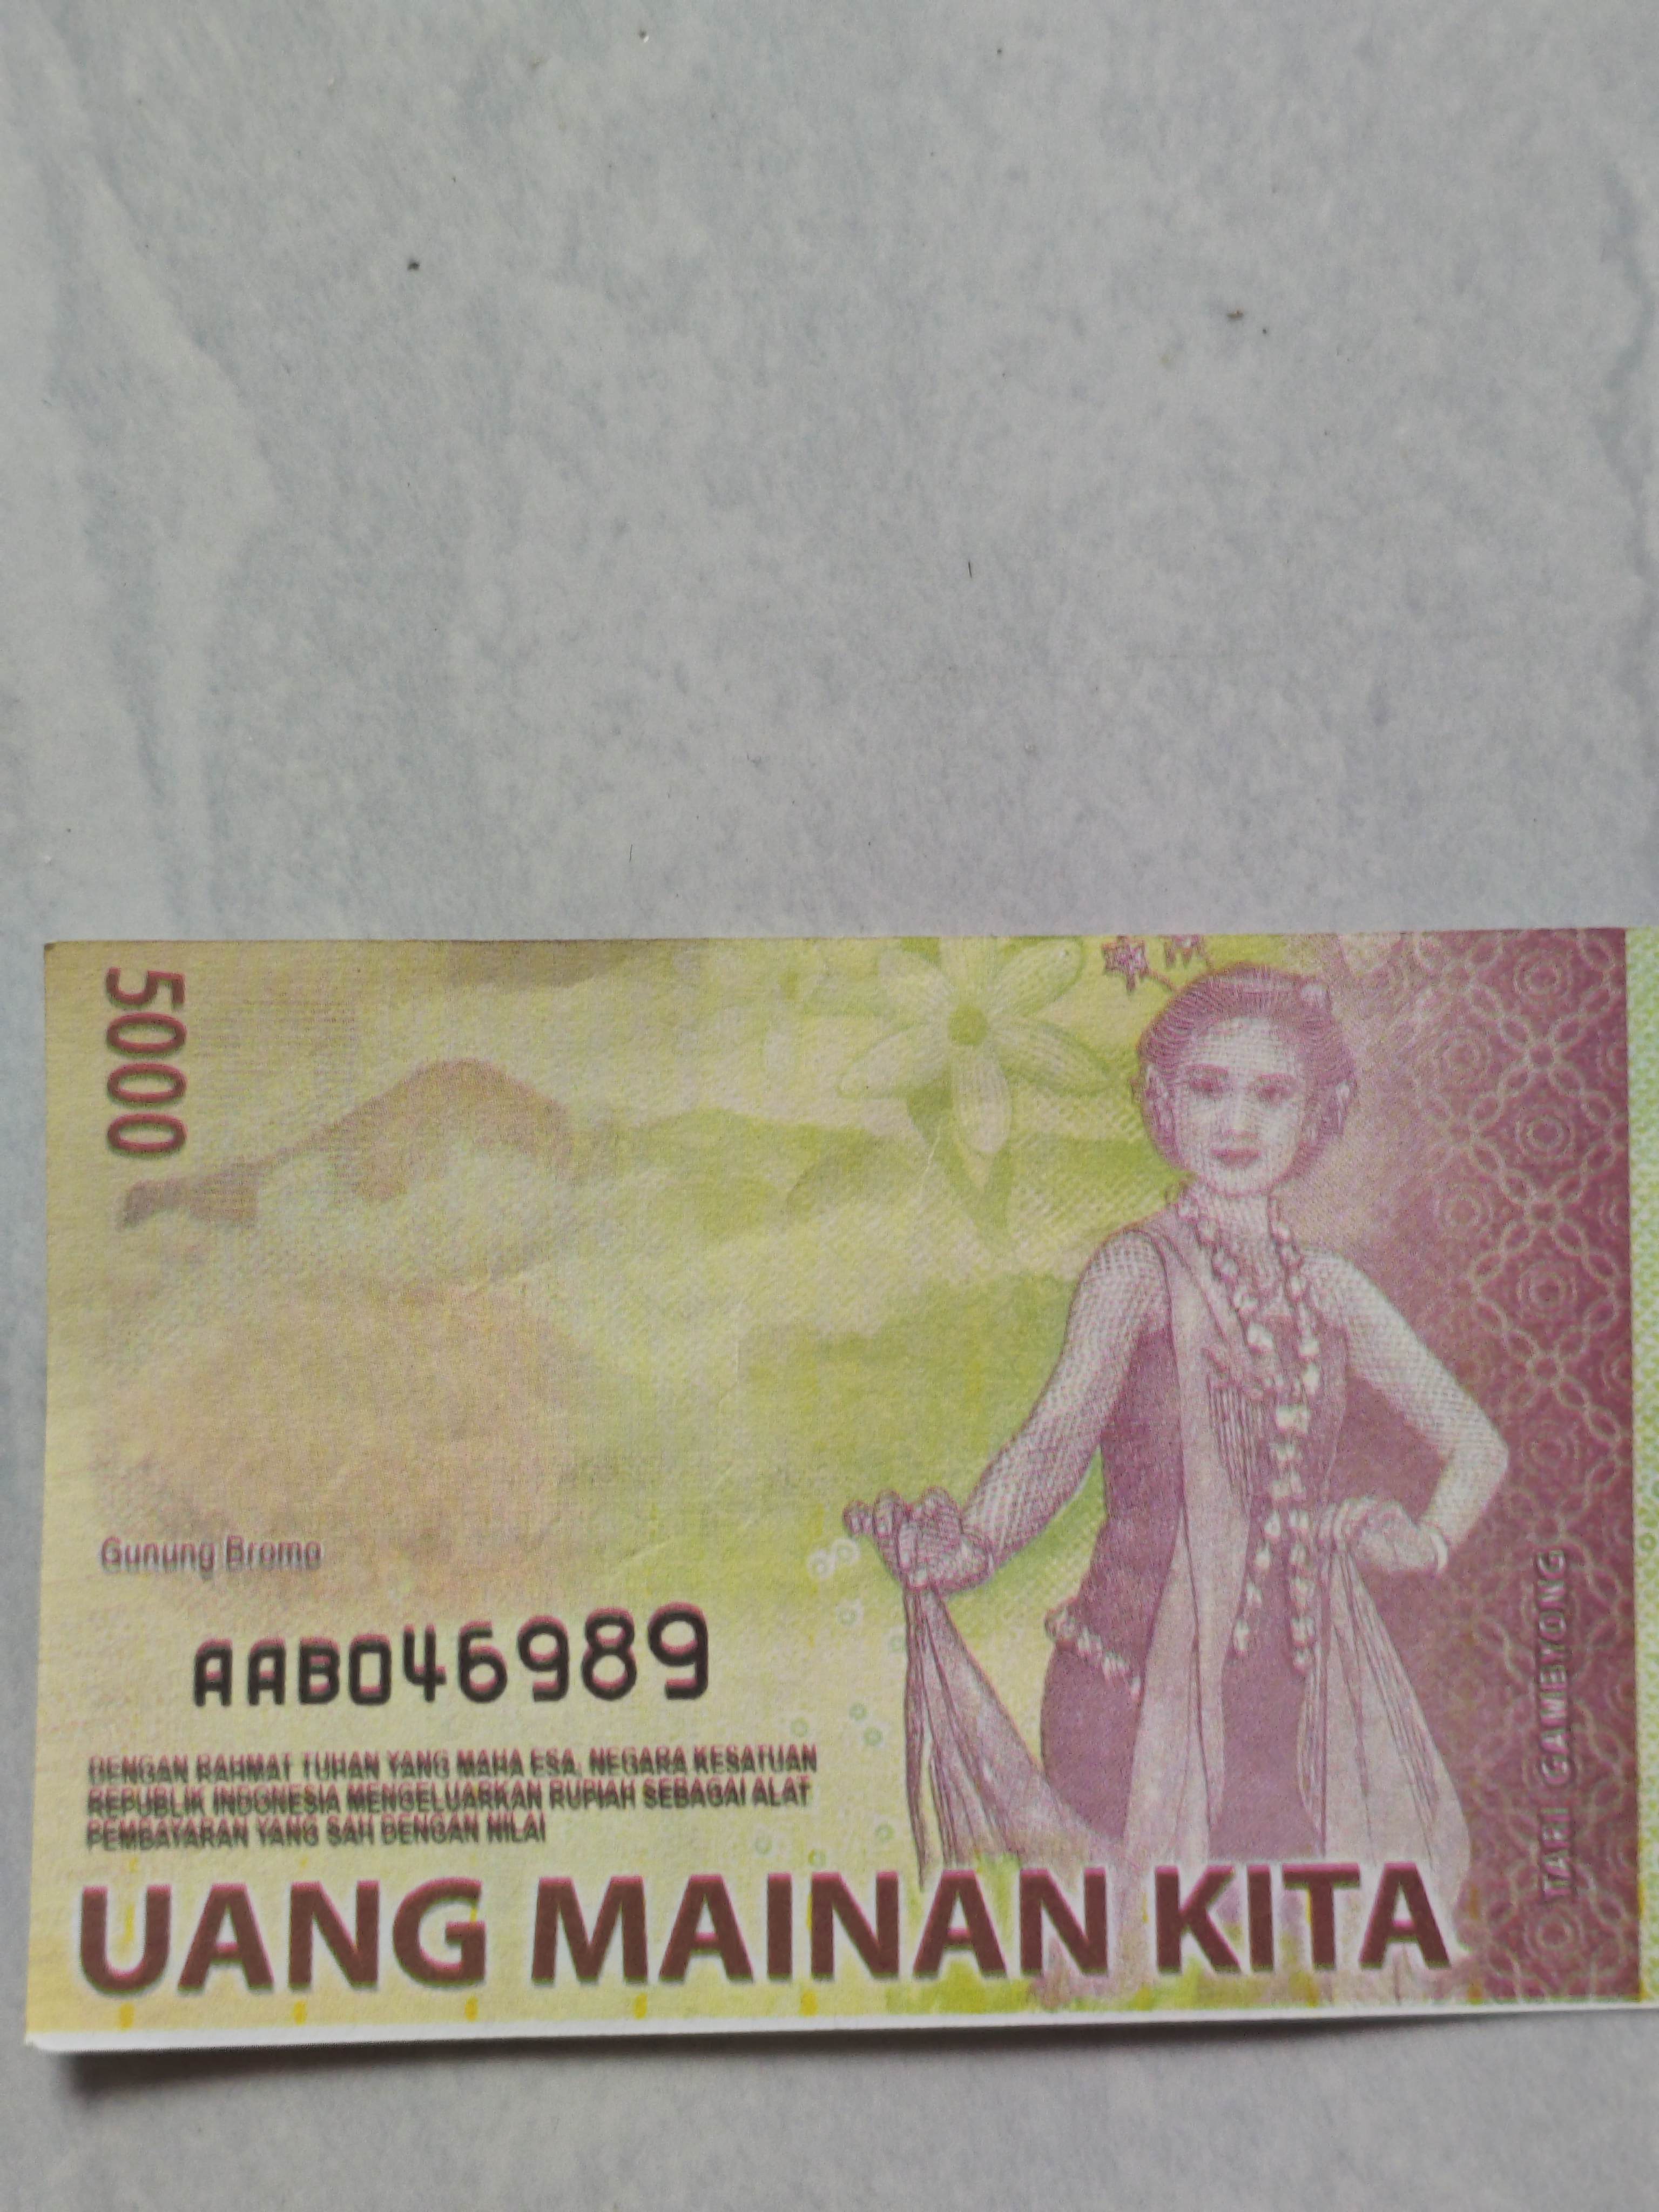 5000
Gunung Bromo
AAB046989
DENGAN RAHMAT TUHAN YANG MAHA ESA, NEGARA KESATUAN
REPUBLIK INDONESIA MENGELUARKAN RUPIAH SEBAGAI ALAT
PEMBAYARAN YANG SAH DENGAN NILAI
UANG MAINAN KITA
TARI GAMBYONG